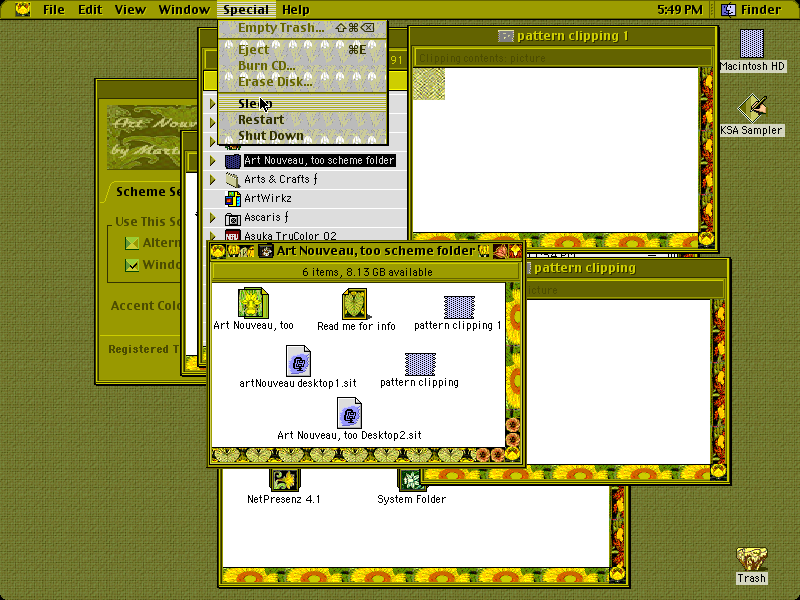 File Edit View Window Special Help 5:49 PM Finder
Empty Trash... ⇧⌘⌫
Eject ⌘E
Burn CD...
Erase Disk...
Sleep
Restart
Shut Down
91
pattern clipping 1
Clipping contents: picture
Macintosh HD
KSA Sampler
Art Nouv
by Mart
Scheme Se
Use This Sc
Altern
Windo
Accent Colo
Registered T
Art Nouveau, too scheme folder
Arts & Crafts ƒ
ArtWirkz
Ascaris ƒ
Asuka TruColor 02
Art Nouveau, too scheme folder
6 items, 8.13 GB available
Art Nouveau, too
Read me for info
pattern clipping 1
artNouveau desktop1.sit
pattern clipping
Art Nouveau, too Desktop2.sit
1:54 PM
pattern clipping
icture
NetPresenz 4.1
System Folder
Trash